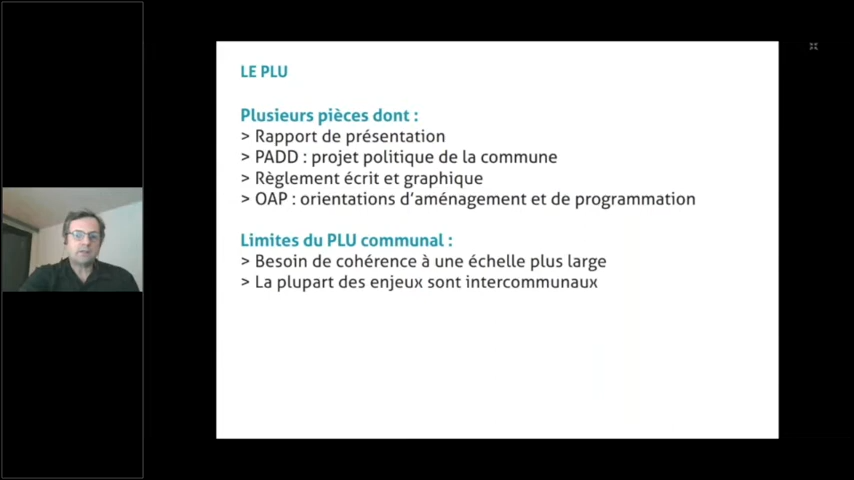 LE PLU
Plusieurs pièces dont :
> Rapport de présentation
> PADD : projet politique de la commune
> Règlement écrit et graphique
> OAP : orientations d'aménagement et de programmation
Limites du PLU communal :
> Besoin de cohérence à une échelle plus large
> La plupart des enjeux sont intercommunaux